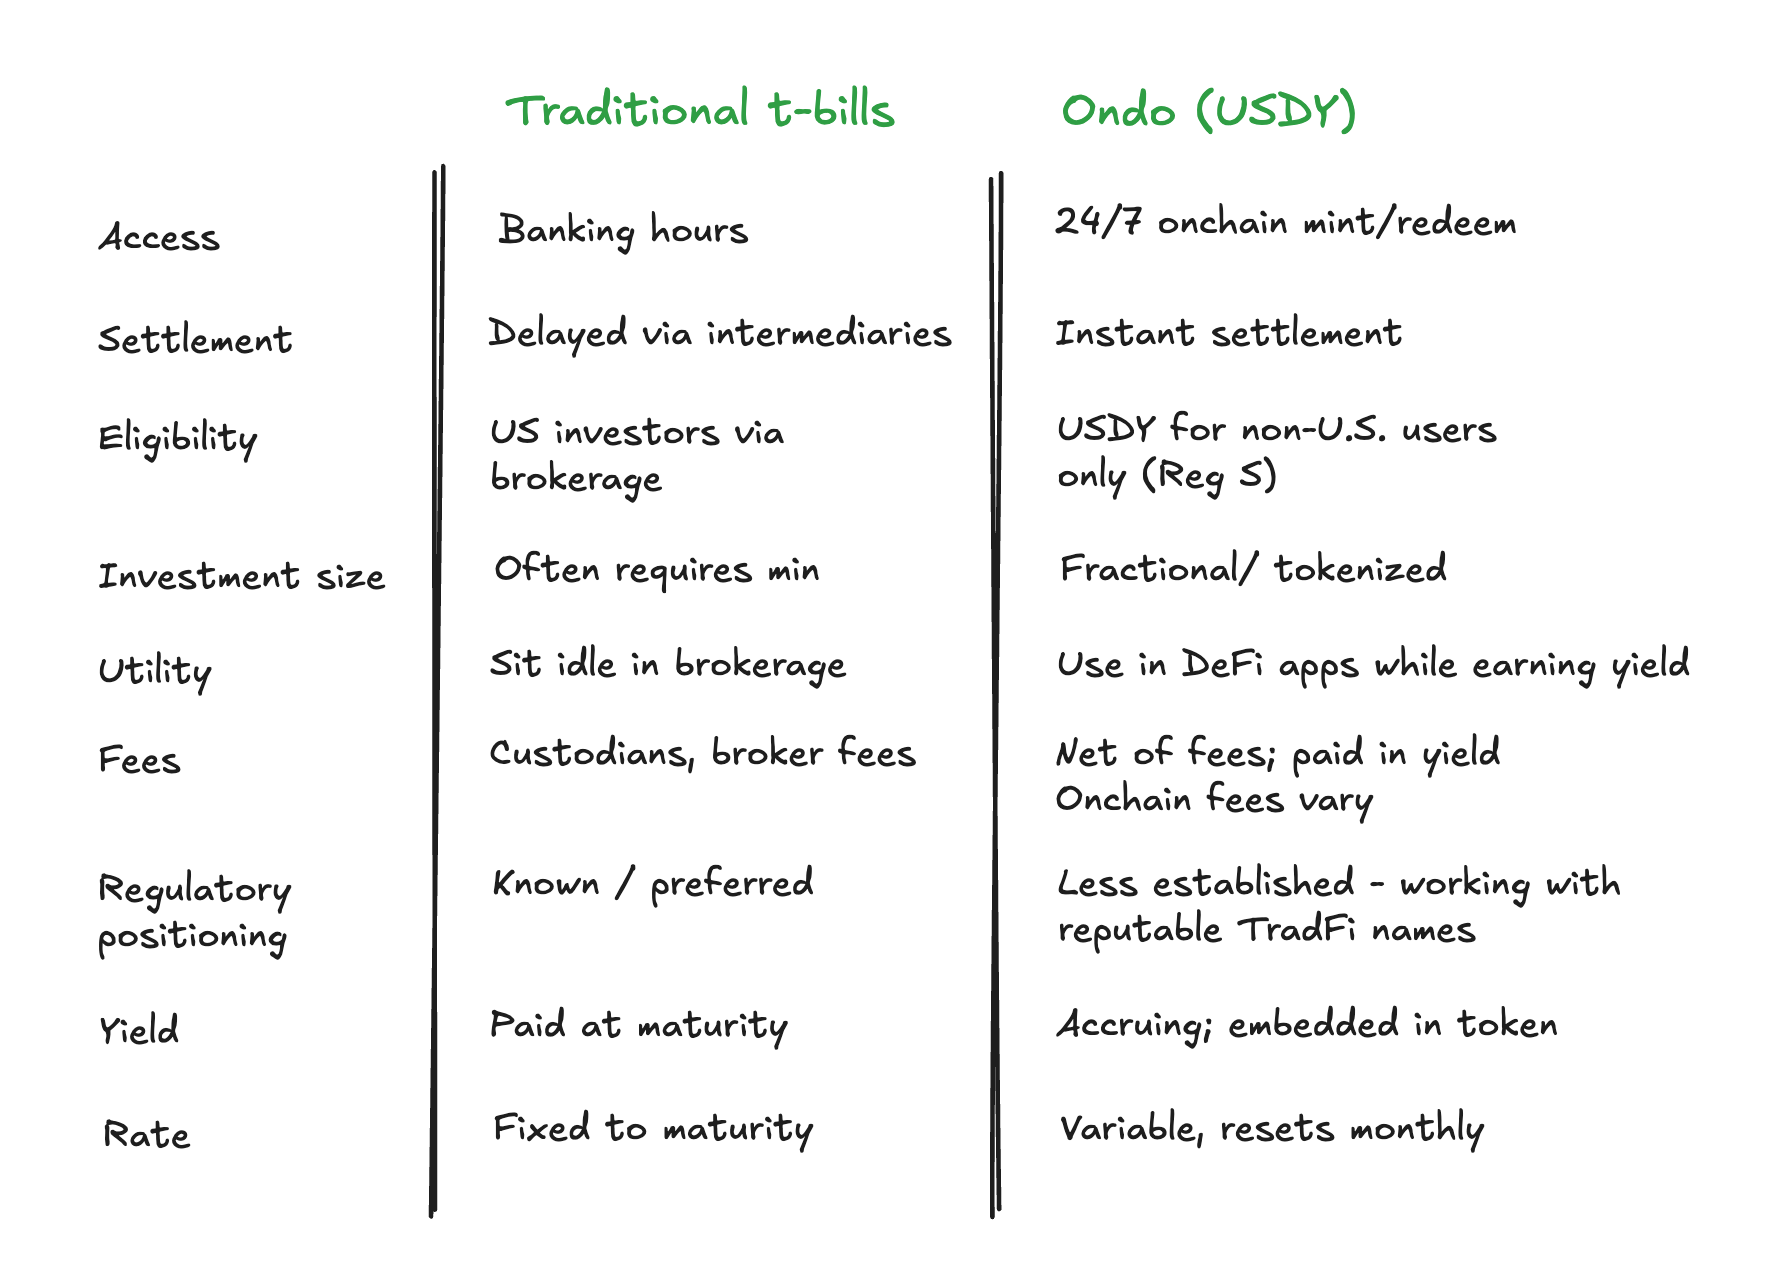 Traditional t-bills
Ondo (USDY)
Access
Banking hours
24/7 onchain mint/redeem
Settlement
Delayed via intermediaries
Instant settlement
Eligibility
US investors via
brokerage
USDY for non-U.S. users
only (Reg S)
Investment size
Often requires min
Fractional/ tokenized
Utility
Sit idle in brokerage
Use in DeFi apps while earning yield
Fees
Custodians, broker fees
Net of fees; paid in yield
Onchain fees vary
Regulatory
positioning
Known / preferred
Less established - working with
reputable TradFi names
Yield
Paid at maturity
Accruing; embedded in token
Rate
Fixed to maturity
Variable, resets monthly